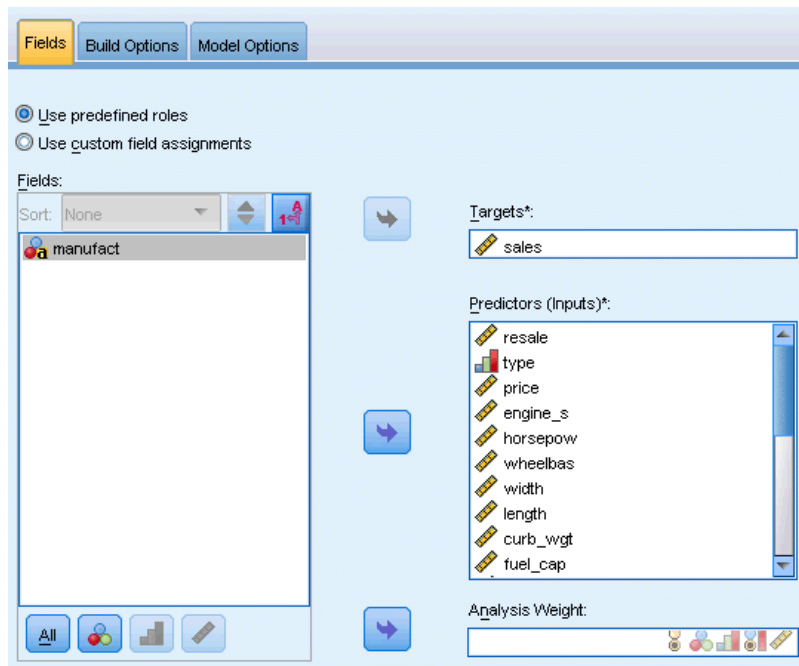 Fields
Build Options
Model Options
Use predefined roles
Use custom field assignments
Fields:
Sort: None
manufact
All
Targets*:
sales
Predictors (Inputs)*:
resale
type
price
engine_s
horsepow
wheelbas
width
length
curb_wgt
fuel_cap
Analysis Weight: